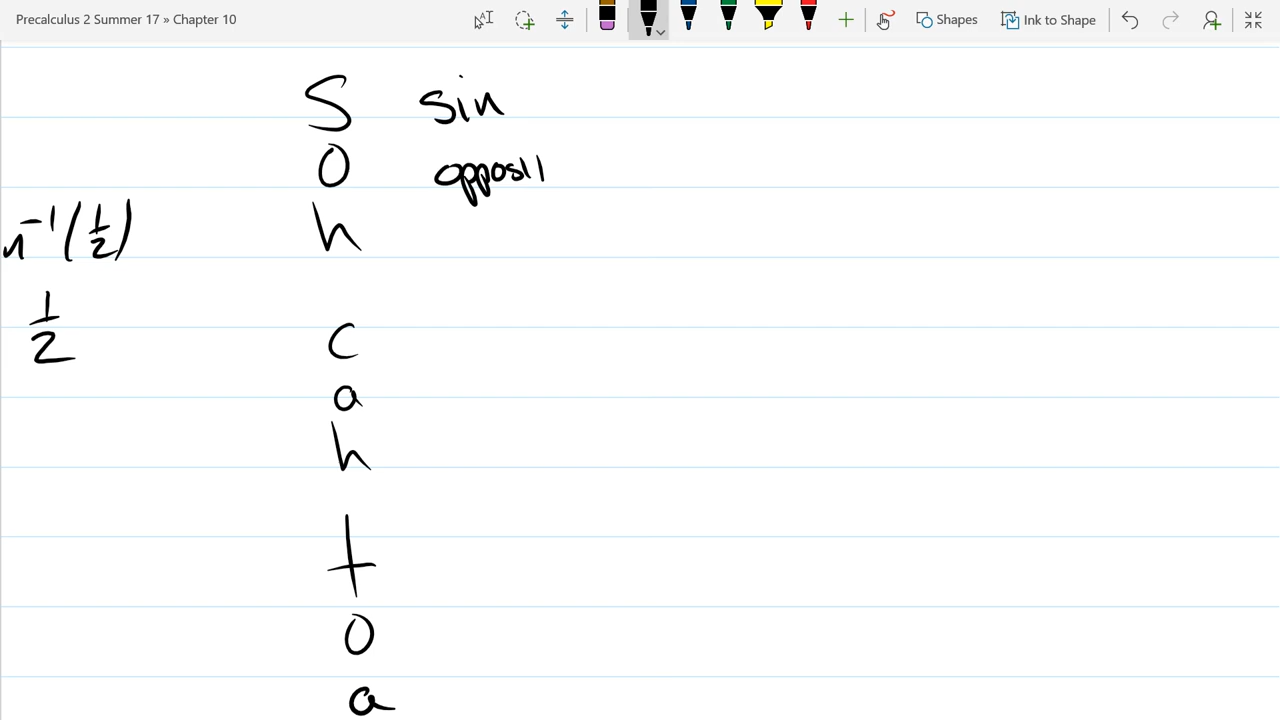 Precalculus 2 Summer 17 » Chapter 10
Shapes
Ink to Shape
S sin
O opposi
h
n⁻¹(1/2)
1/2
c
a
h
t
o
a